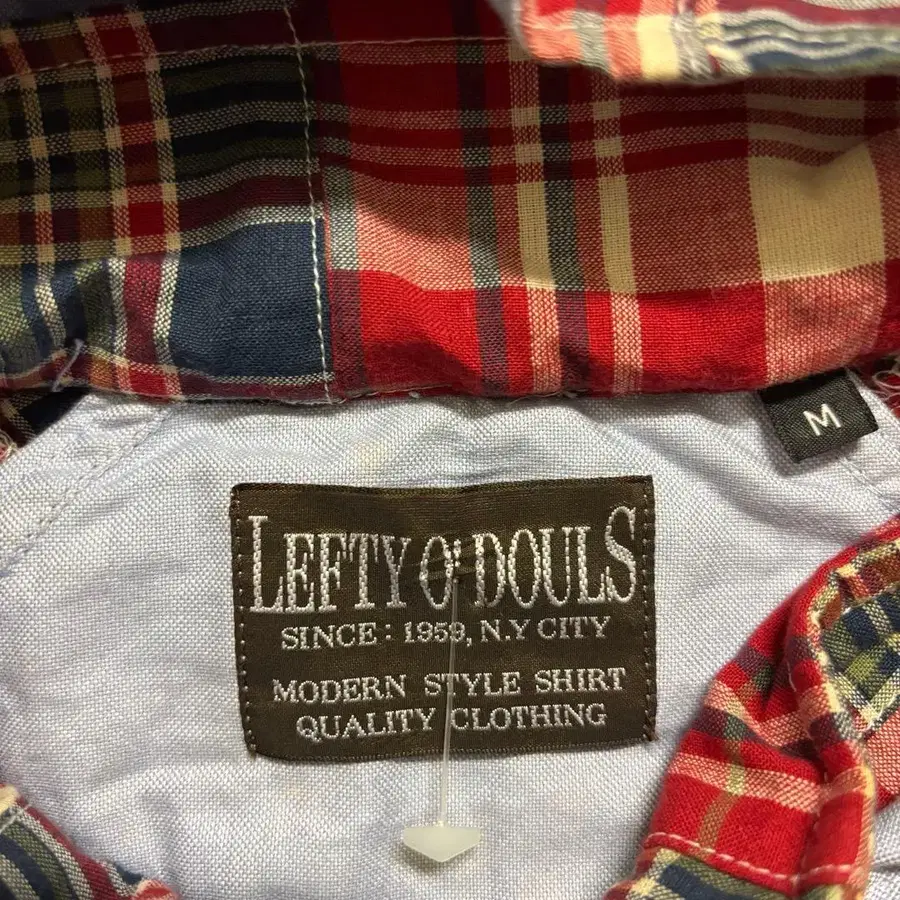 M
LEFTY O'DOULS
SINCE: 1959, N.Y CITY
MODERN STYLE SHIRT
QUALITY CLOTHING